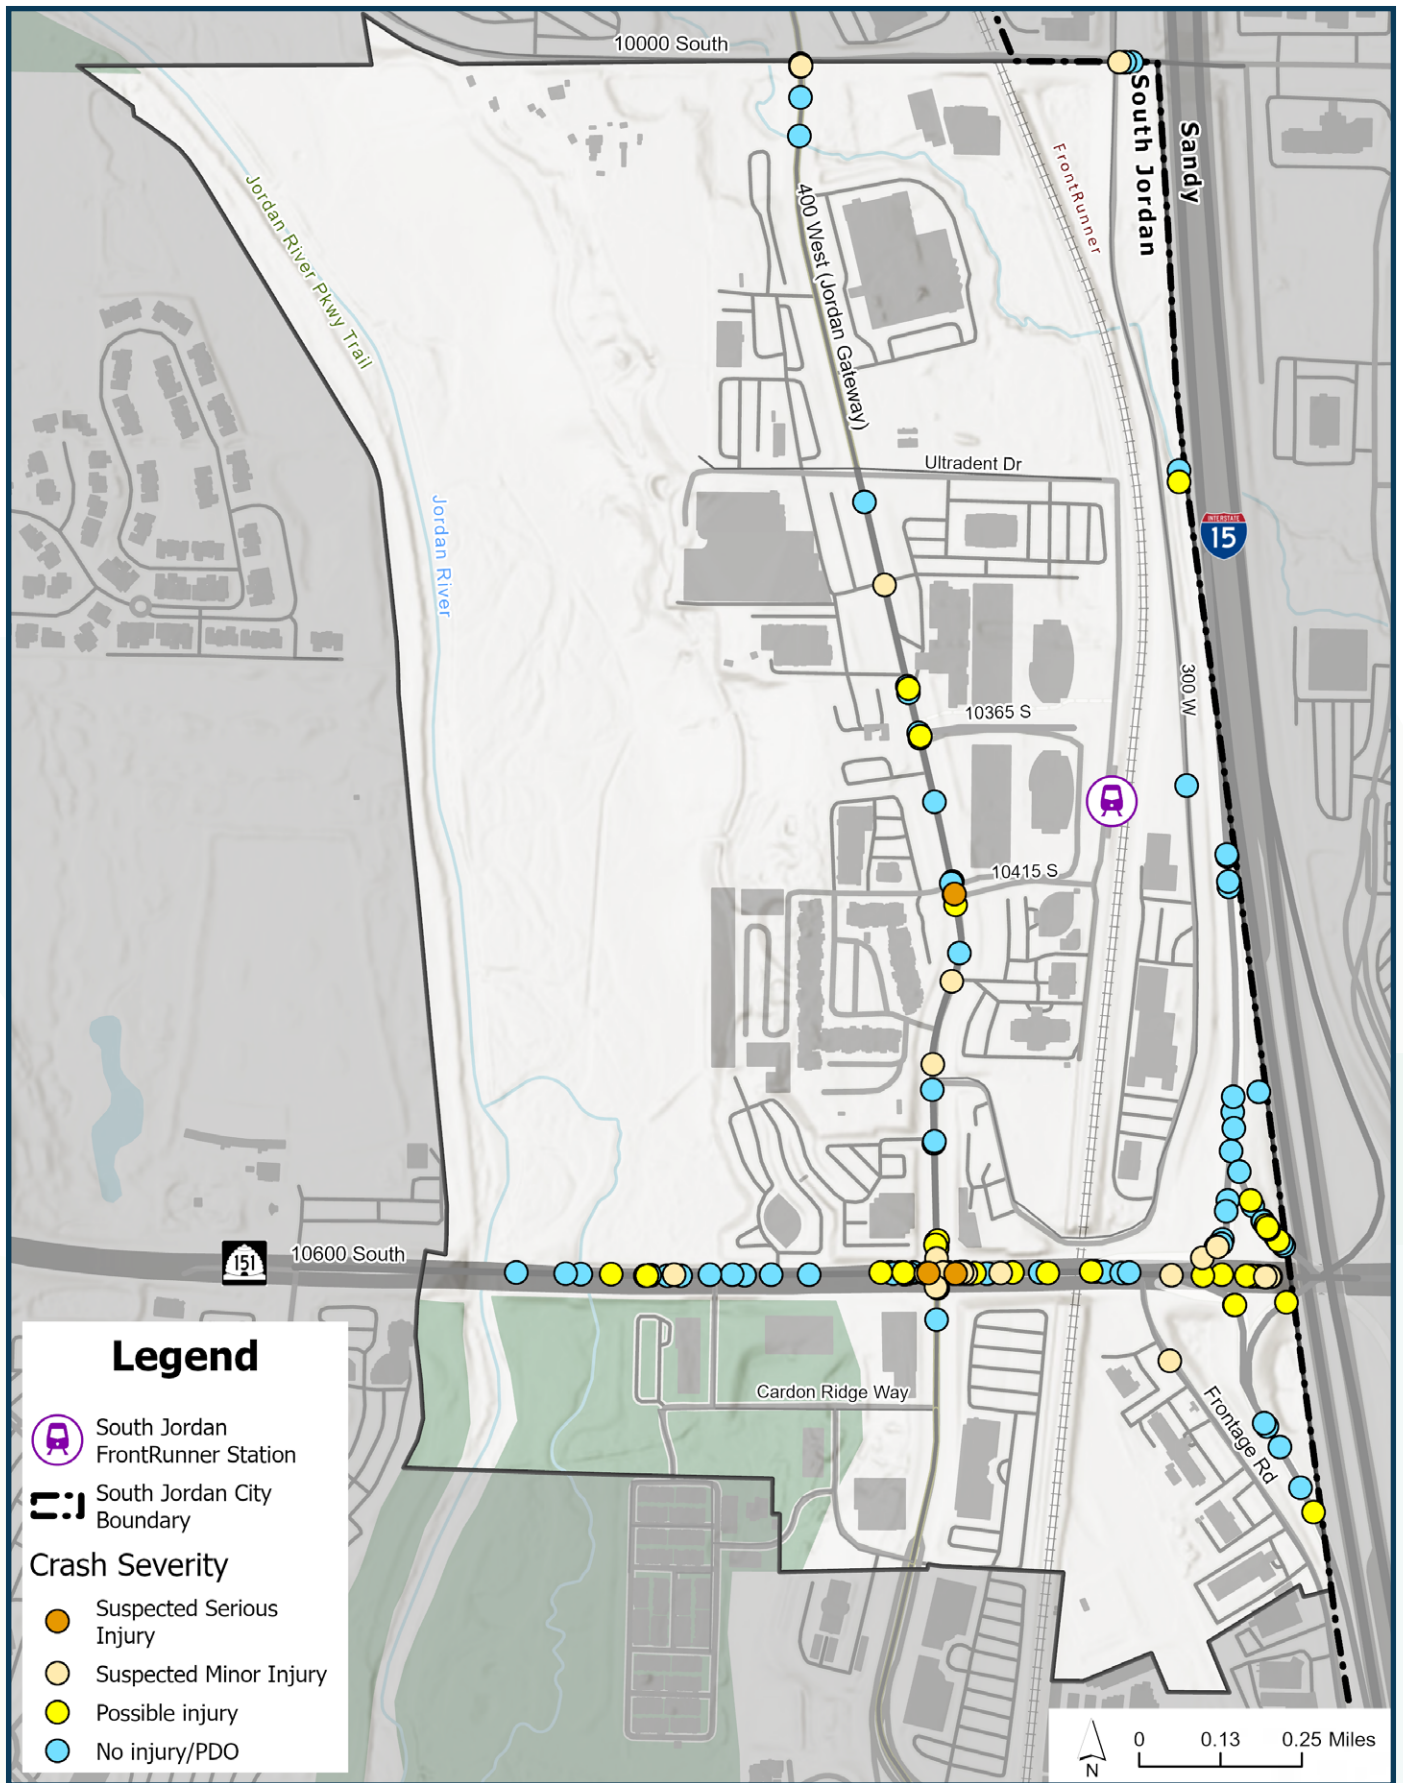 10000 South
South Jordan
Sandy
FrontRunner
Jordan River Pkwy Trail
400 West (Jordan Gateway)
Ultradent Dr
Jordan River
INTERSTATE
15
300 W
10365 S
10415 S
151
10600 South
Cardon Ridge Way
Frontage Rd
Legend
South Jordan
FrontRunner Station
South Jordan City
Boundary
Crash Severity
Suspected Serious
Injury
Suspected Minor Injury
Possible injury
No injury/PDO
N
0 0.13 0.25 Miles